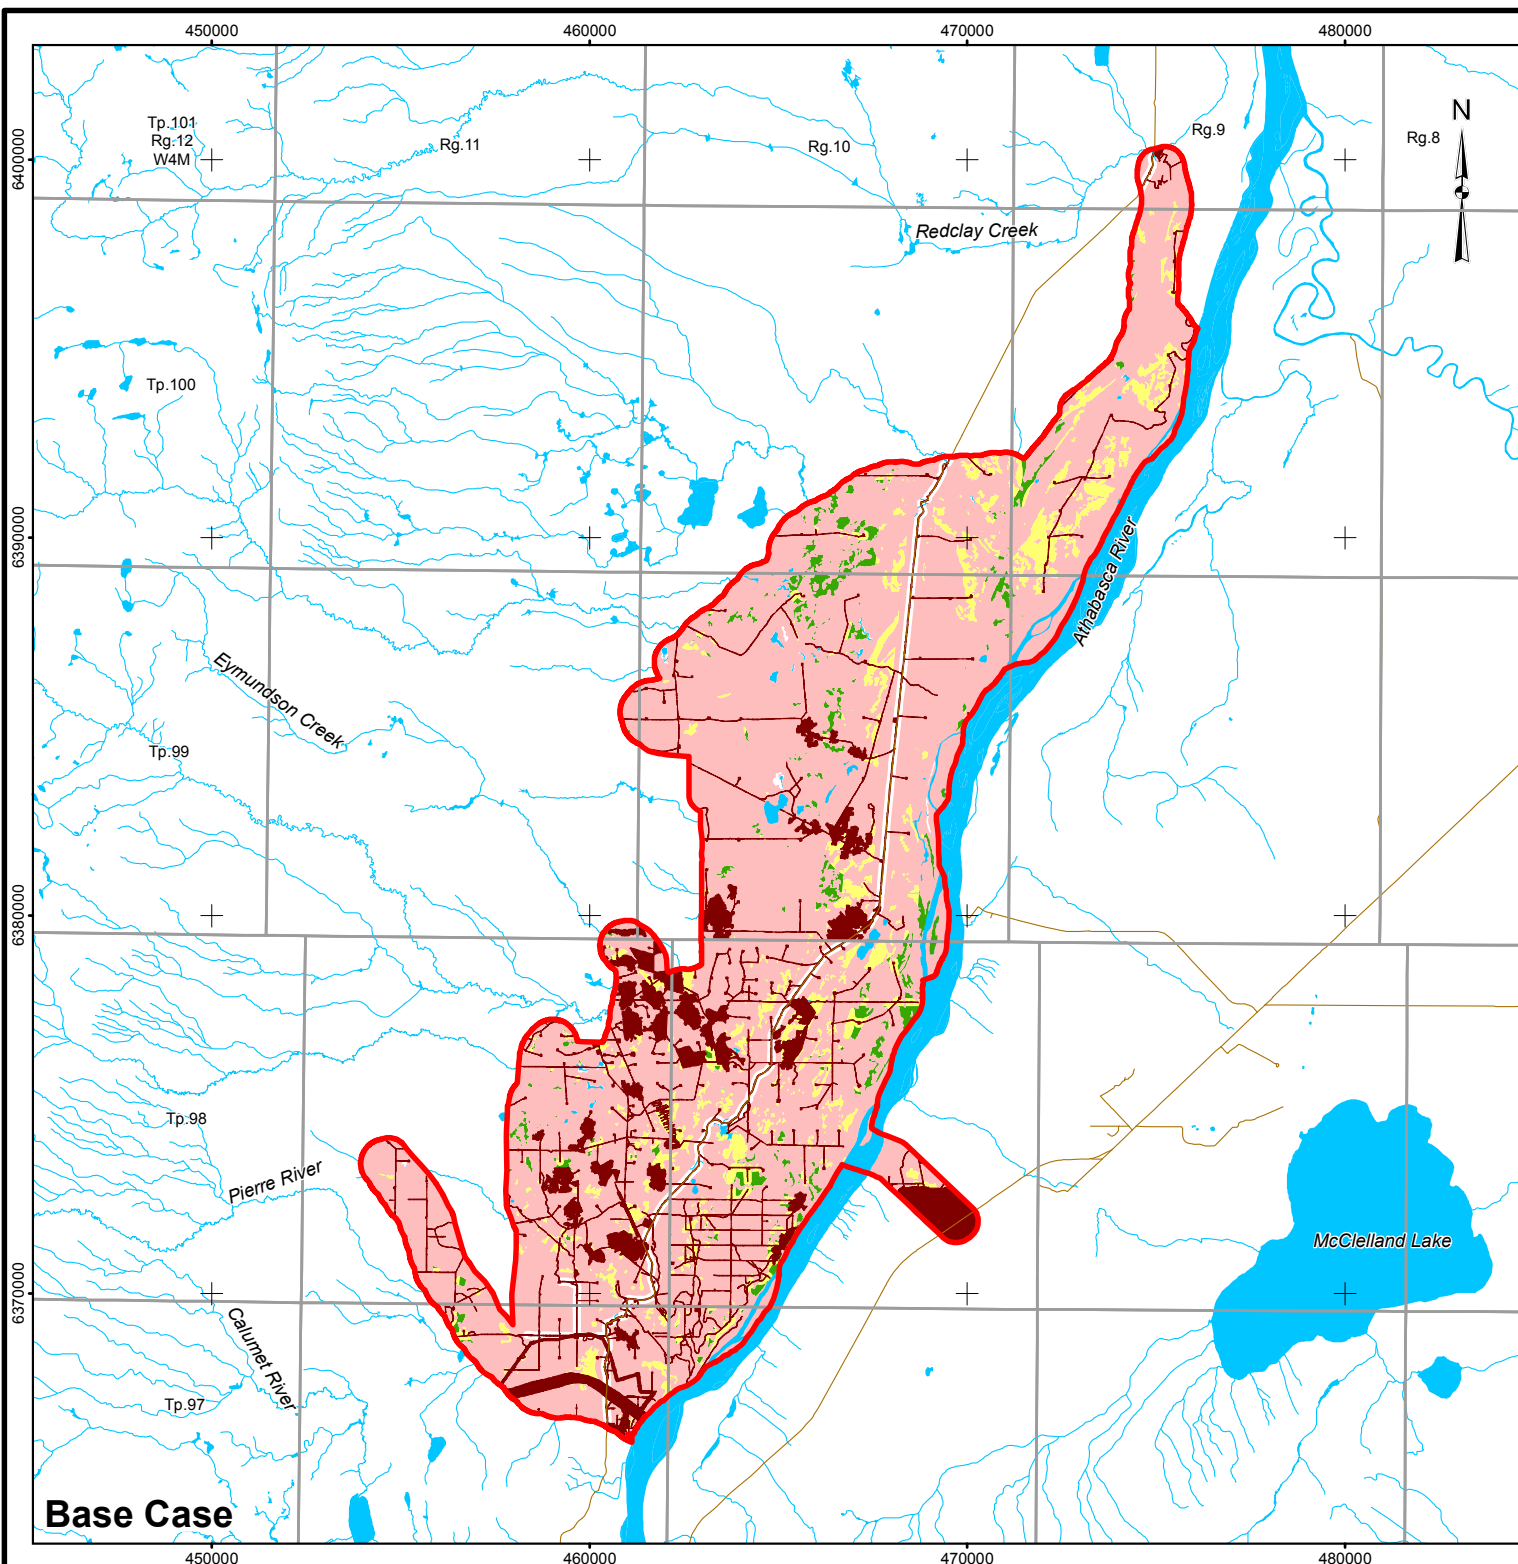 450000
460000
470000
480000
N
Tp.101
Rg.12
W4M
Rg.11
Rg.10
Rg.9
Rg.8
6400000
Redclay Creek
Tp.100
6390000
Athabasca River
Eymundson Creek
Tp.99
6380000
Tp.98
Pierre River
McClelland Lake
6370000
Calumet River
Tp.97
Base Case
450000
460000
470000
480000